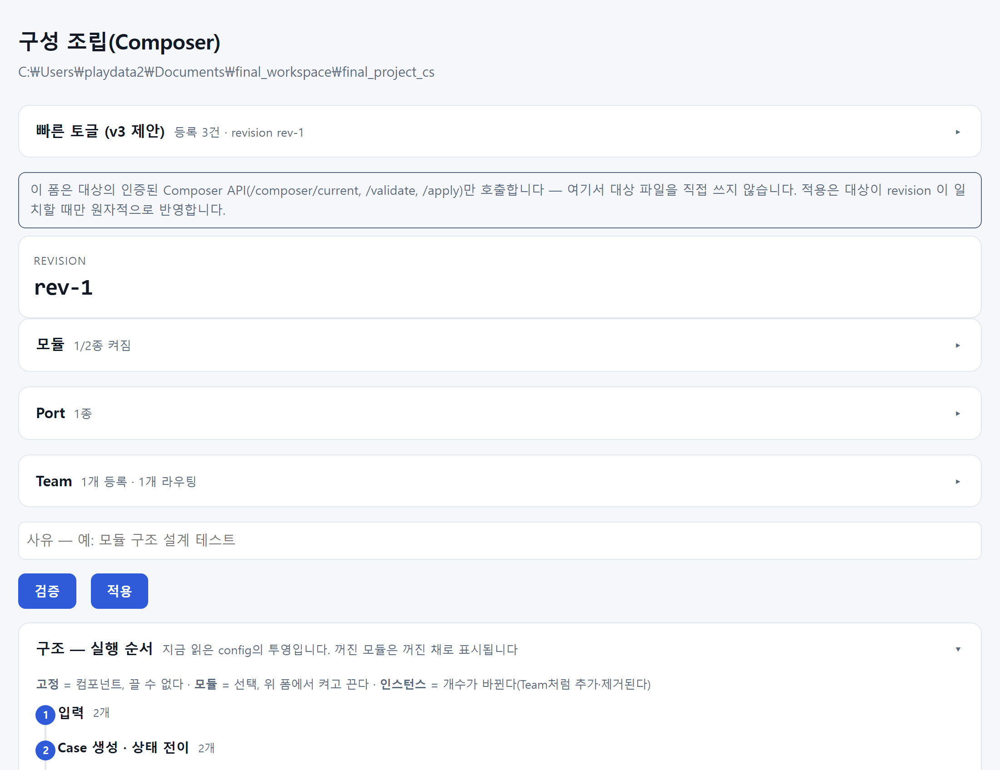 구성 조립(Composer)
C:₩Users₩playdata2₩Documents₩final_workspace₩final_project_cs
빠른 토글 (v3 제안) 등록 3건 · revision rev-1
이 폼은 대상의 인증된 Composer API(/composer/current, /validate, /apply)만 호출합니다 — 여기서 대상 파일을 직접 쓰지 않습니다. 적용은 대상이 revision 이 일
치할 때만 원자적으로 반영합니다.
REVISION
rev-1
모듈 1/2종 켜짐
Port 1종
Team 1개 등록 · 1개 라우팅
사유 — 예: 모듈 구조 설계 테스트
검증 적용
구조 — 실행 순서 지금 읽은 config의 투영입니다. 꺼진 모듈은 꺼진 채로 표시됩니다
고정 = 컴포넌트, 끌 수 없다 · 모듈 = 선택, 위 폼에서 켜고 끈다 · 인스턴스 = 개수가 바뀐다(Team처럼 추가·제거된다)
1 입력 2개
2 Case 생성 · 상태 전이 2개